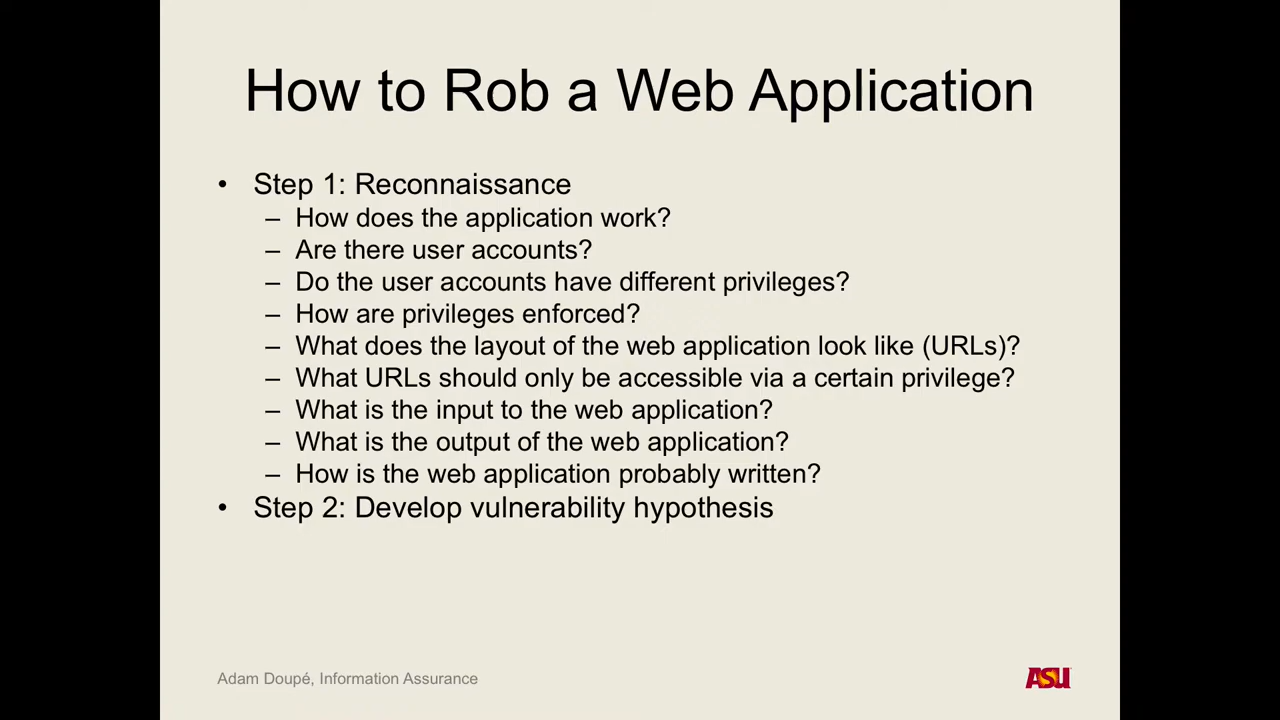 How to Rob a Web Application
• Step 1: Reconnaissance
– How does the application work?
– Are there user accounts?
– Do the user accounts have different privileges?
– How are privileges enforced?
– What does the layout of the web application look like (URLs)?
– What URLs should only be accessible via a certain privilege?
– What is the input to the web application?
– What is the output of the web application?
– How is the web application probably written?
• Step 2: Develop vulnerability hypothesis
Adam Doupé, Information Assurance
ASU